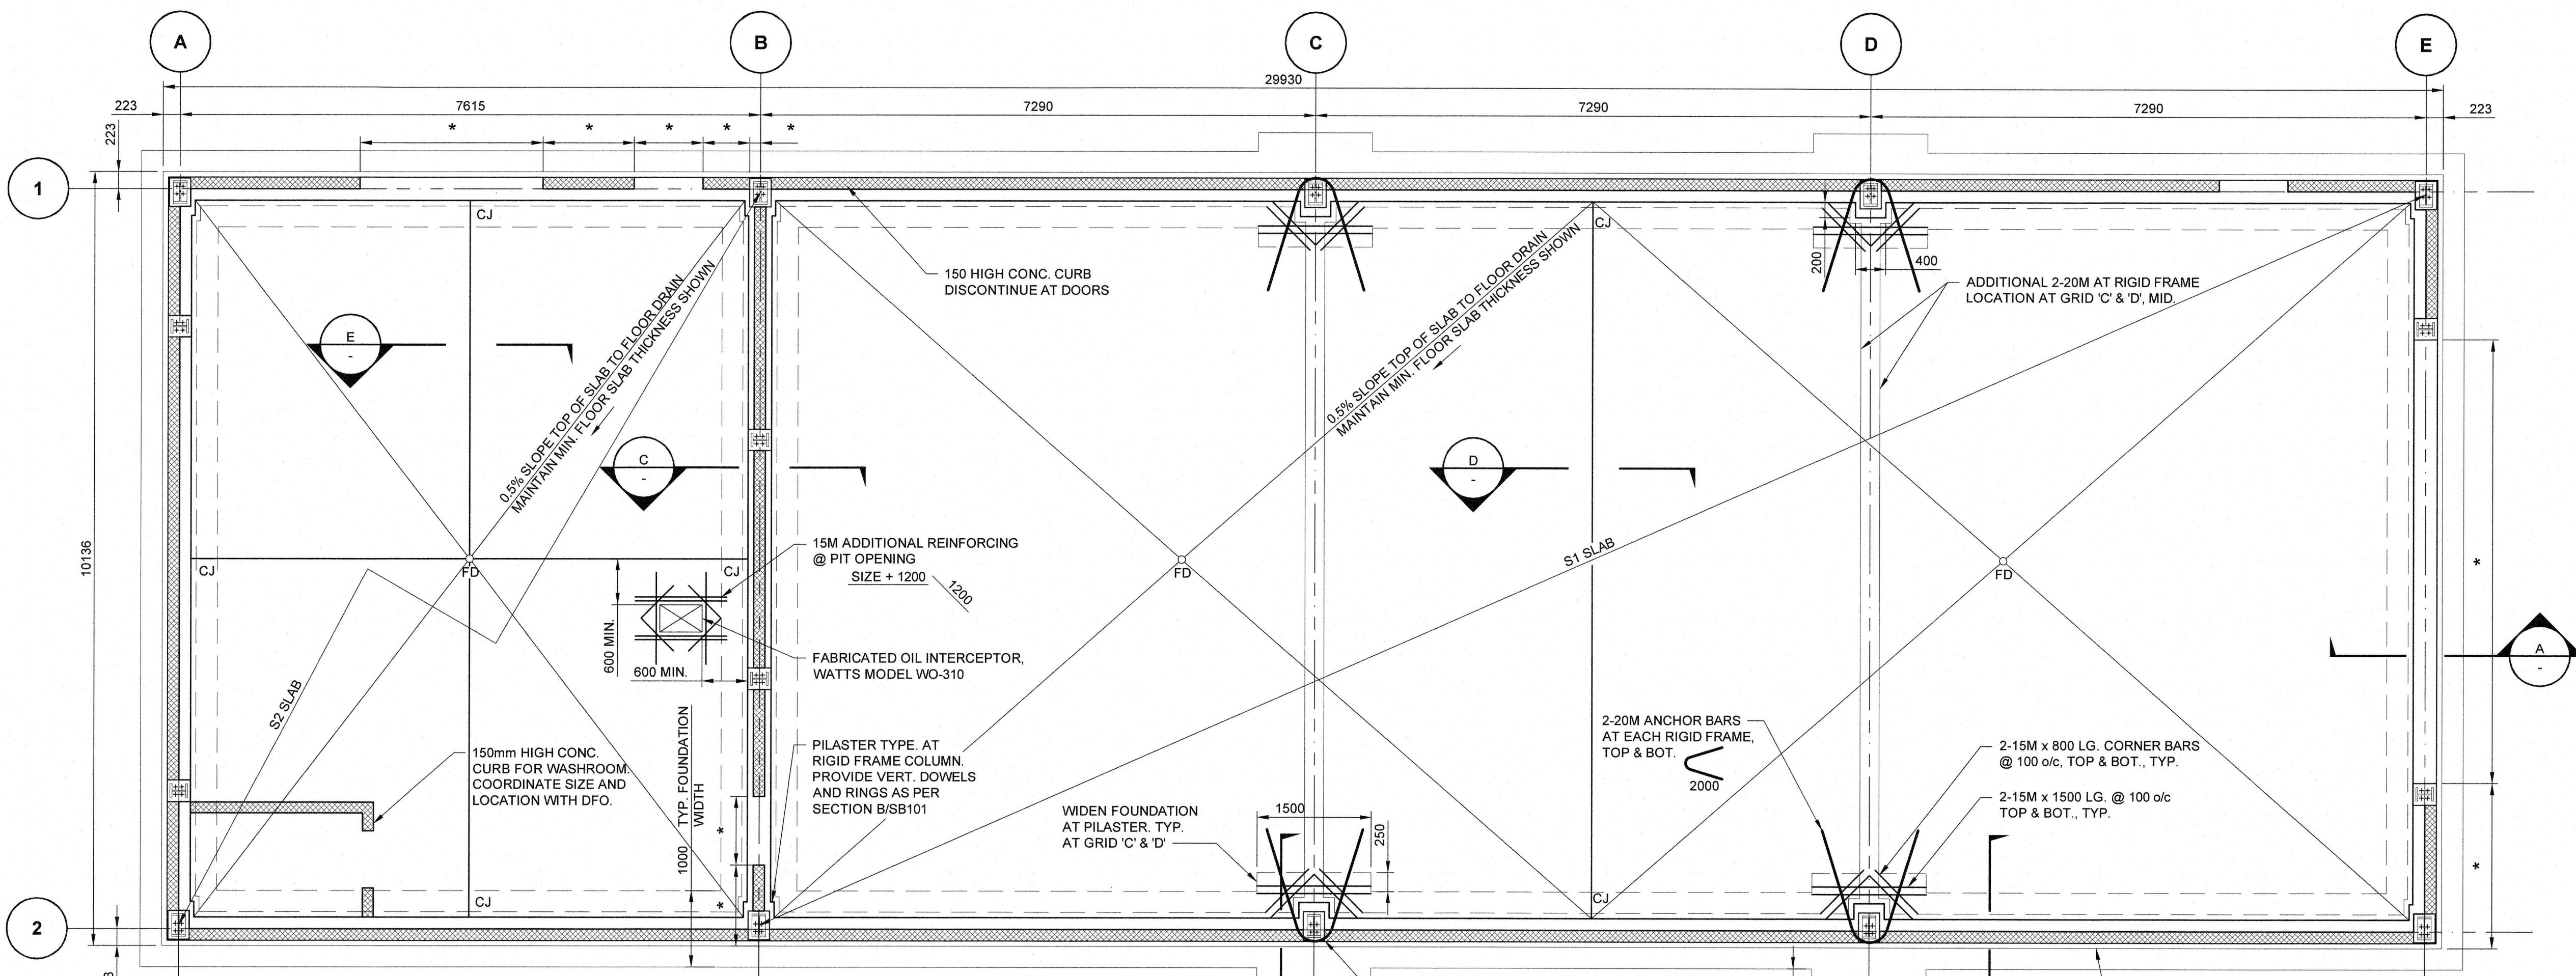 A
B
C
D
E
29930
223
7615
7290
7290
7290
223
223
*
*
*
*
*
1
CJ
CJ
150 HIGH CONC. CURB
DISCONTINUE AT DOORS
200
400
ADDITIONAL 2-20M AT RIGID FRAME
LOCATION AT GRID 'C' & 'D', MID.
0.5% SLOPE TOP OF SLAB TO FLOOR DRAIN
MAINTAIN MIN. FLOOR SLAB THICKNESS SHOWN
0.5% SLOPE TOP OF SLAB TO FLOOR DRAIN
MAINTAIN MIN. FLOOR SLAB THICKNESS SHOWN
E
-
C
-
D
-
10136
15M ADDITIONAL REINFORCING
@ PIT OPENING
SIZE + 1200
1200
S1 SLAB
CJ
FD
CJ
FD
FD
*
600 MIN.
600 MIN.
FABRICATED OIL INTERCEPTOR,
WATTS MODEL WO-310
A
-
S2 SLAB
150mm HIGH CONC.
CURB FOR WASHROOM.
COORDINATE SIZE AND
LOCATION WITH DFO.
1000 TYP. FOUNDATION
WIDTH
PILASTER TYPE. AT
RIGID FRAME COLUMN.
PROVIDE VERT. DOWELS
AND RINGS AS PER
SECTION B/SB101
2-20M ANCHOR BARS
AT EACH RIGID FRAME,
TOP & BOT.
2000
2-15M x 800 LG. CORNER BARS
@ 100 o/c, TOP & BOT., TYP.
2-15M x 1500 LG. @ 100 o/c
TOP & BOT., TYP.
WIDEN FOUNDATION
AT PILASTER. TYP.
AT GRID 'C' & 'D'
1500
250
*
*
*
CJ
CJ
2